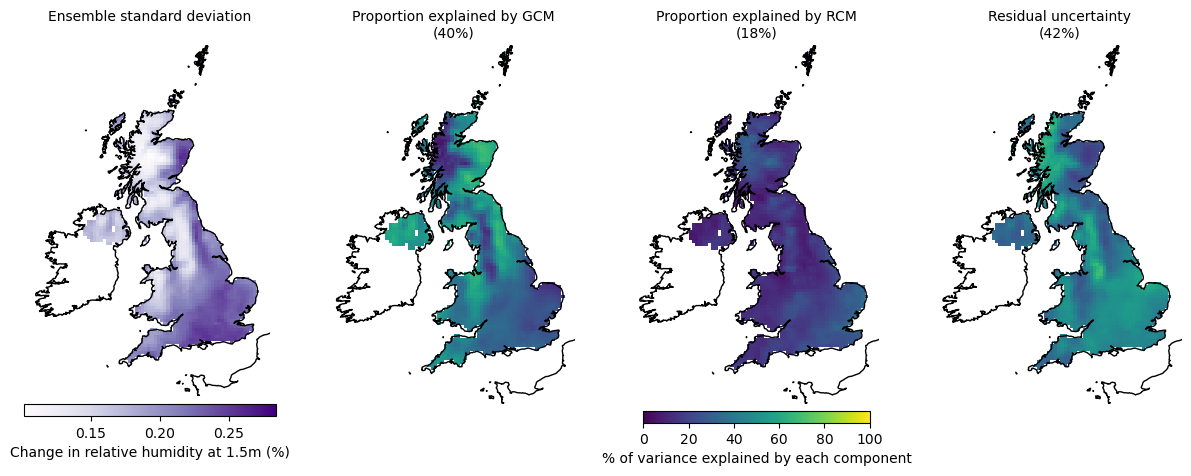 Ensemble standard deviation
Proportion explained by GCM
(40%)
Proportion explained by RCM
(18%)
Residual uncertainty
(42%)
0.15 0.20 0.25
Change in relative humidity at 1.5m (%)
0 20 40 60 80 100
% of variance explained by each component